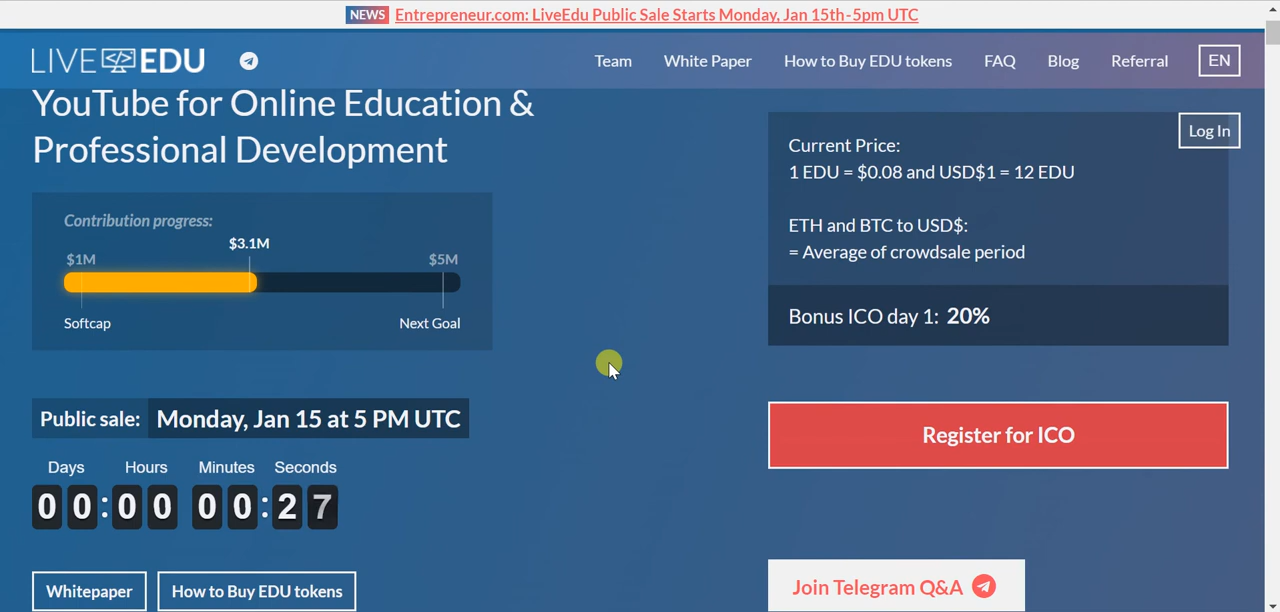 NEWS Entrepreneur.com: LiveEdu Public Sale Starts Monday, Jan 15th-5pm UTC
LIVE </> EDU
Team White Paper How to Buy EDU tokens FAQ Blog Referral EN
Log In
YouTube for Online Education &
Professional Development
Contribution progress:
$3.1M
$1M $5M
Softcap Next Goal
Public sale: Monday, Jan 15 at 5 PM UTC
Days Hours Minutes Seconds
00:00 00:27
Whitepaper How to Buy EDU tokens
Current Price:
1 EDU = $0.08 and USD$1 = 12 EDU
ETH and BTC to USD$:
= Average of crowdsale period
Bonus ICO day 1: 20%
Register for ICO
Join Telegram Q&A